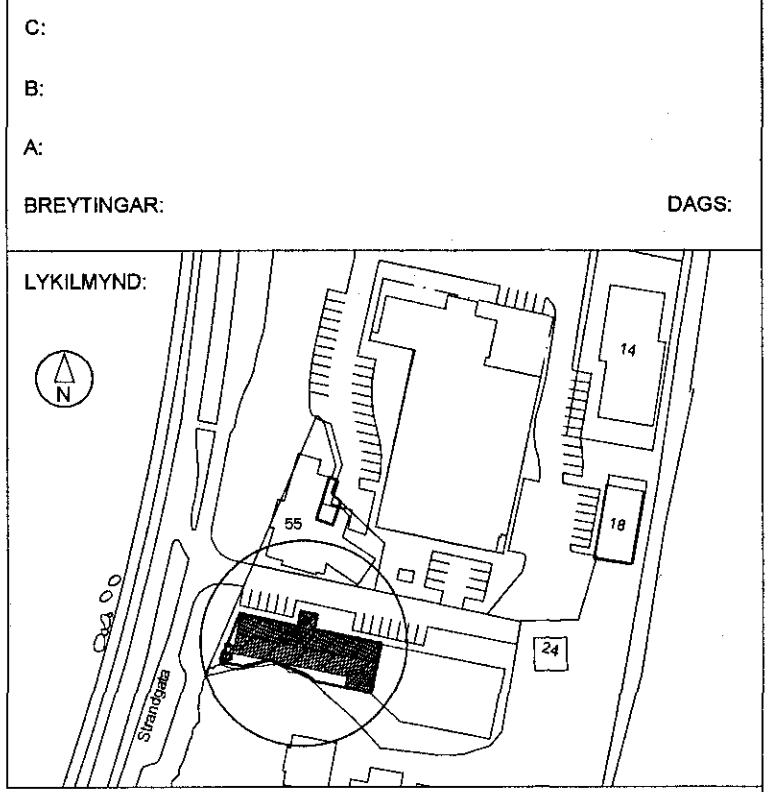 C:
B:
A:
BREYTINGAR: DAGS:
LYKILMYND:
N
14
55
18
24
Strandgata